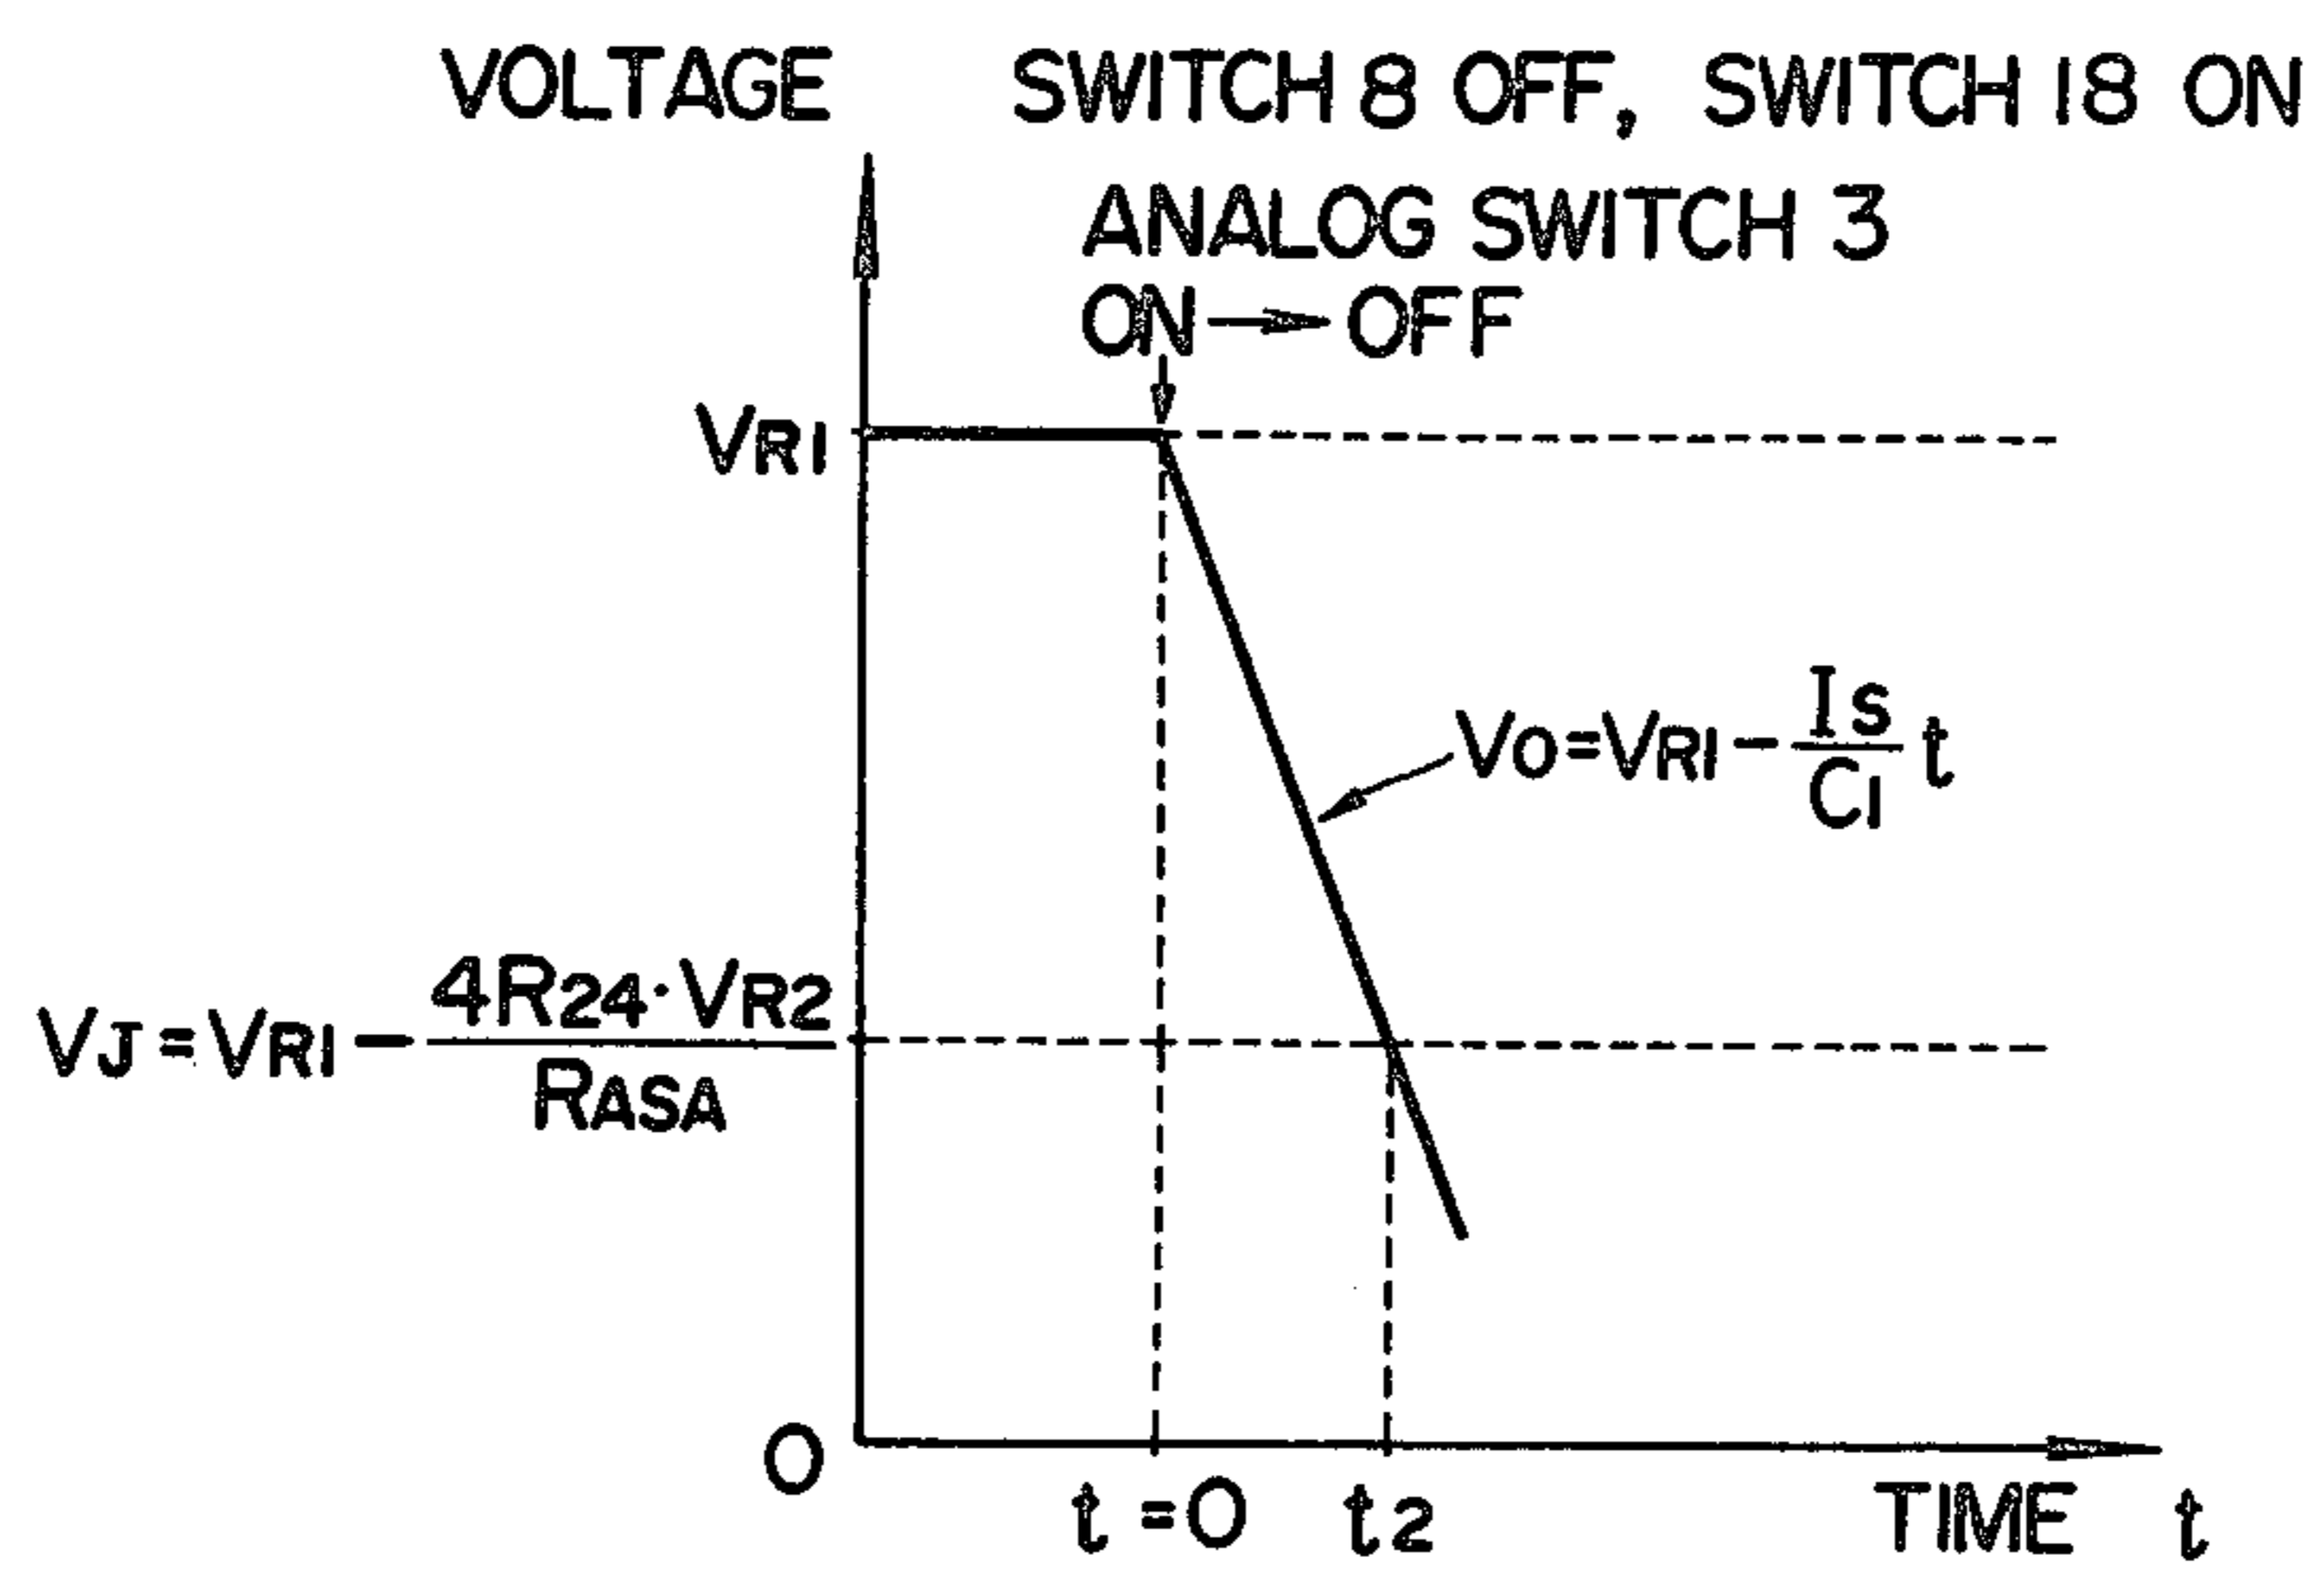 VOLTAGE SWITCH 8 OFF, SWITCH 18 ON
ANALOG SWITCH 3
ON → OFF
VR1
VO=VR1 - IS/C1 t
VJ=VR1 - 4R24·VR2/RASA
0
t=0 t2 TIME t